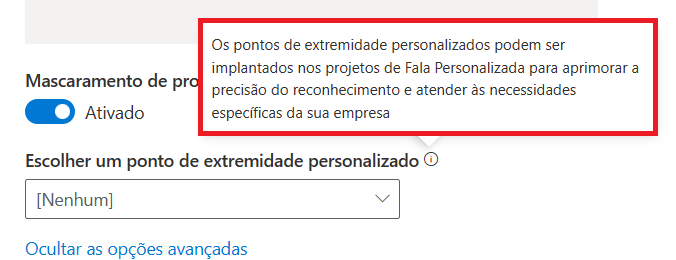 Os pontos de extremidade personalizados podem ser
implantados nos projetos de Fala Personalizada para aprimorar a
precisão do reconhecimento e atender às necessidades
específicas da sua empresa
Mascaramento de
Ativado
Escolher um ponto de extremidade personalizado
[Nenhum]
Ocultar as opções avançadas